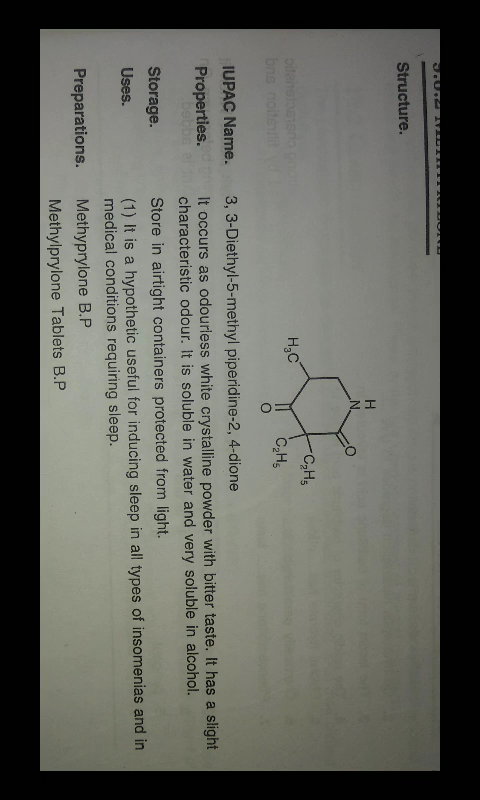 Structure.
H
N
O
C₂H₅
C₂H₅
O
H₃C
IUPAC Name. 3, 3-Diethyl-5-methyl piperidine-2, 4-dione
Properties. It occurs as odourless white crystalline powder with bitter taste. It has a slight
characteristic odour. It is soluble in water and very soluble in alcohol.
Storage. Store in airtight containers protected from light.
Uses. (1) It is a hypothetic useful for inducing sleep in all types of insomenias and in
medical conditions requiring sleep.
Preparations. Methyprylone B.P
Methylprylone Tablets B.P